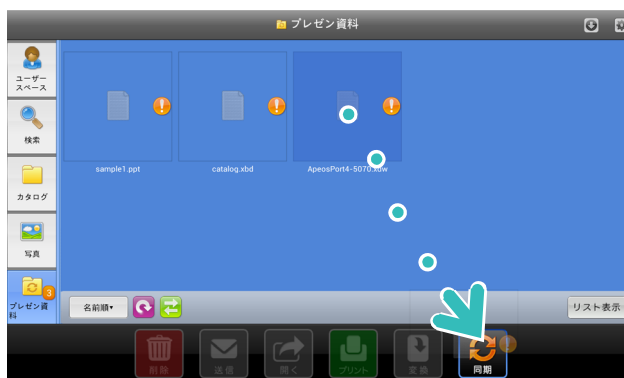 プレゼン資料
ユーザー
スペース
検索
カタログ
写真
3
プレゼン資
料
sample1.ppt
catalog.xbd
ApeosPort4-5070.xdw
名前順▾
リスト表示
削除
送信
開く
プリント
変換
同期